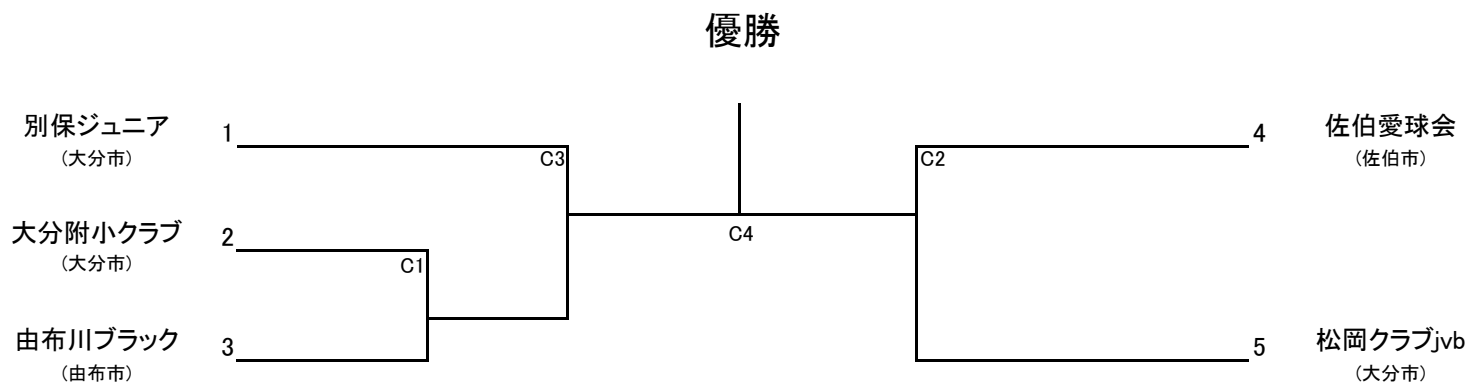 優勝
別保ジュニア
(大分市)
1
C3
大分附小クラブ
(大分市)
2
C1
由布川ブラック
(由布市)
3
C4
C2
4
佐伯愛球会
(佐伯市)
5
松岡クラブjvb
(大分市)